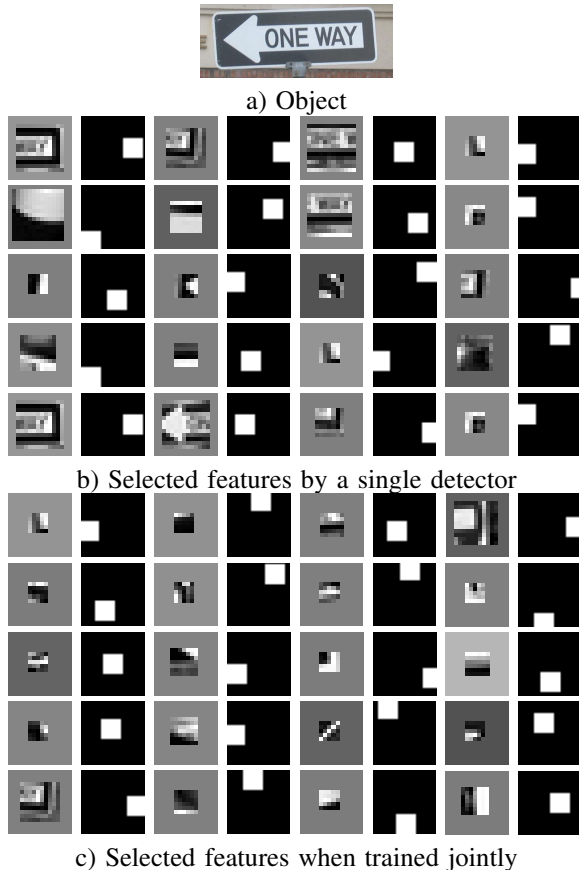 ONE WAY
a) Object
b) Selected features by a single detector
c) Selected features when trained jointly